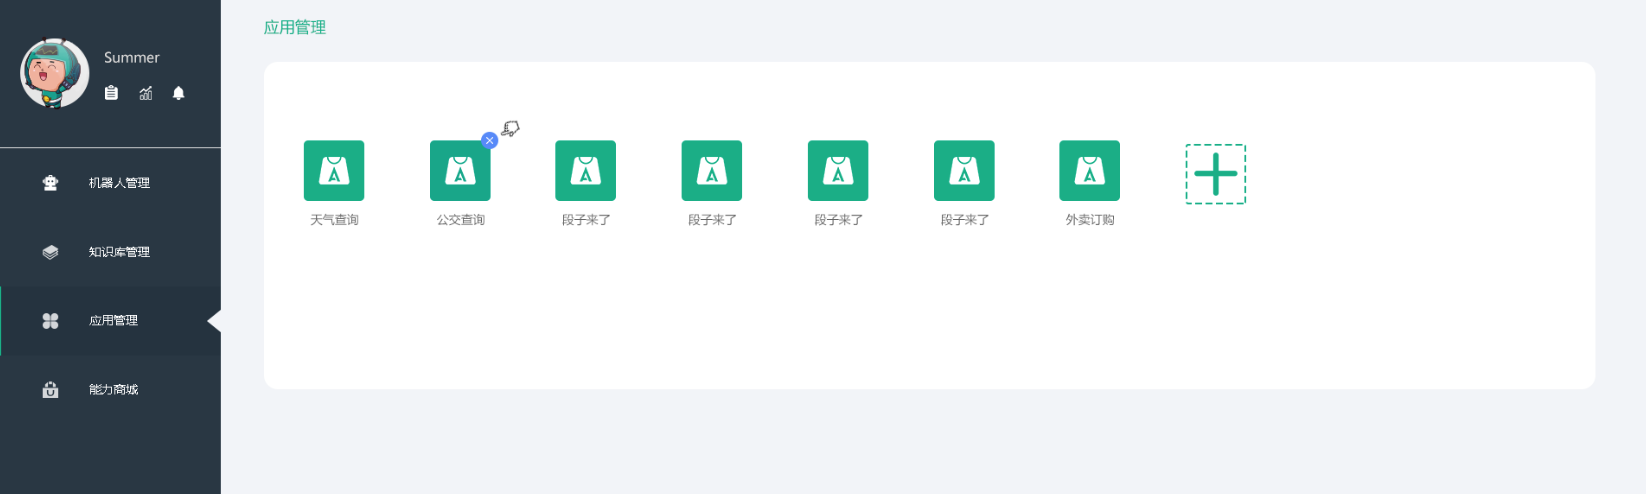 Summer
机器人管理
知识库管理
应用管理
能力商城
应用管理
天气查询 公交查询 段子来了 段子来了 段子来了 段子来了 外卖订购